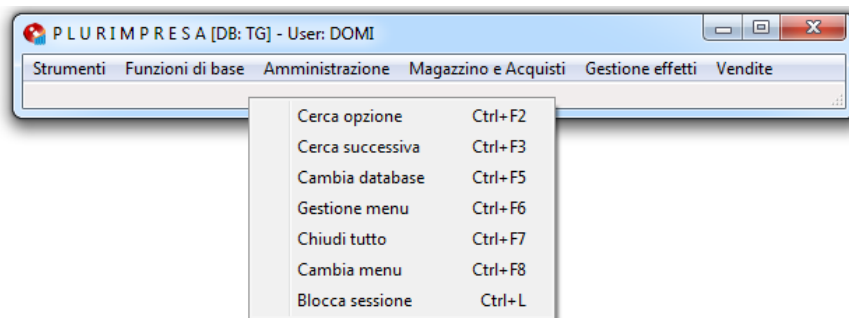 P L U R I M P R E S A [DB: TG] - User: DOMI
Strumenti Funzioni di base Amministrazione Magazzino e Acquisti Gestione effetti Vendite
Cerca opzione Ctrl+F2
Cerca successiva Ctrl+F3
Cambia database Ctrl+F5
Gestione menu Ctrl+F6
Chiudi tutto Ctrl+F7
Cambia menu Ctrl+F8
Blocca sessione Ctrl+L